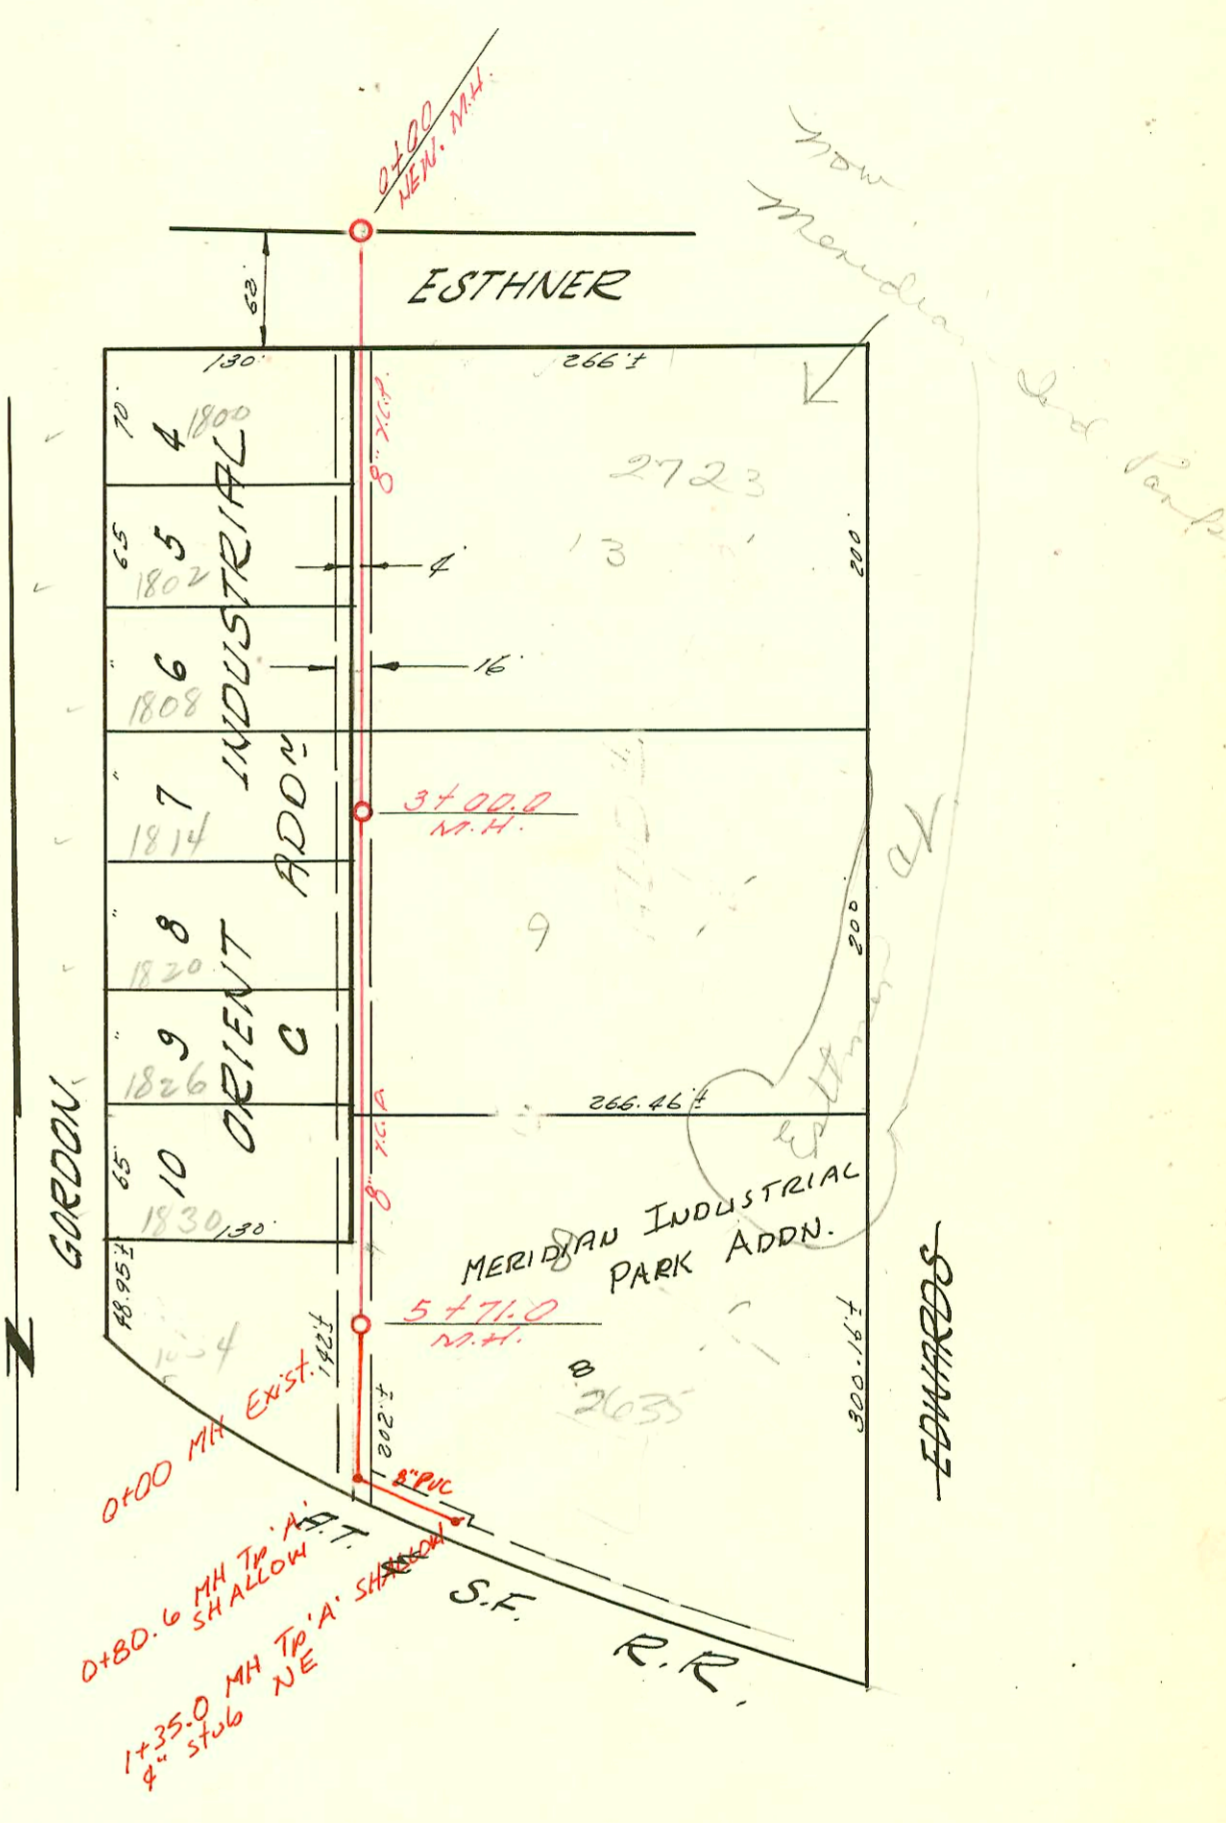 0+00
NEW. M.H.
Now
Meridian Ind Park
ESTHNER
60'
130'
266'±
70'
4
1800
8" V.C.P.
2723
65
5
1802
13
4'
200'
"
6
1808
16'
INDUSTRIAL
"
7
1814
ADDN
3+00.0
M.H.
"
8
1820
9
200'
ORIENT
C
"
9
1826
Esthner
266.46'±
8" V.C.P.
GORDON.
65
10
1830
130'
MERIDIAN INDUSTRIAL
PARK ADDN.
8
48.95'±
N
5+71.0
M.H.
142'±
202'±
8
2635
300.16'±
EDWARDS
0+00 MH Exist.
8" PVC
0+80.6 MH Tp 'A'
SHALLOW
1+35.0 MH Tp 'A' SHALLOW
4" stub NE
A.T. S.F. R.R.